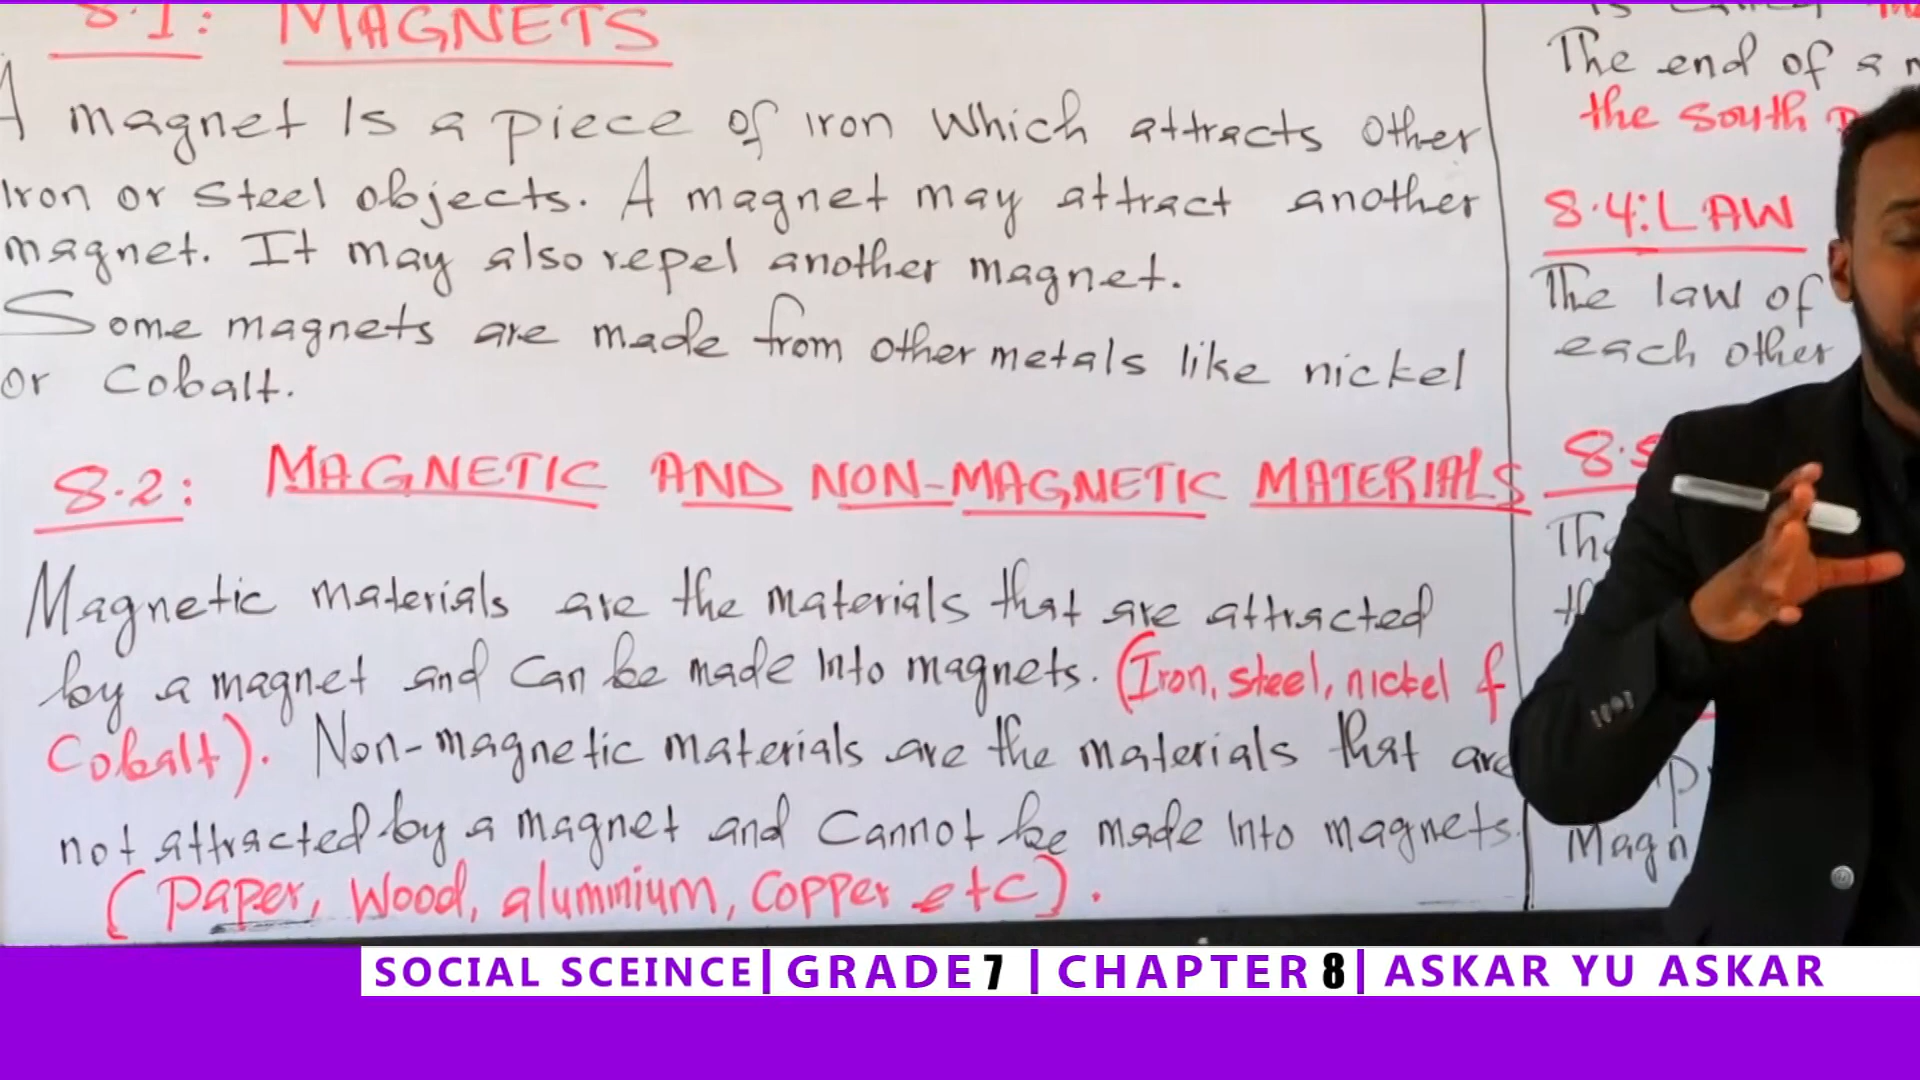 8.1: MAGNETS
A magnet Is a piece of iron which attracts other
Iron or steel objects. A magnet may attract another
magnet. It may also repel another magnet.
Some magnets are made from other metals like nickel
or Cobalt.
8.2: MAGNETIC AND NON-MAGNETIC MATERIALS
Magnetic materials are the materials that are attracted
by a magnet and Can be made Into magnets. (Iron, steel, nickel &
Cobalt). Non-magnetic materials are the materials that are
not attracted by a magnet and Cannot be made Into magnets.
(Paper, Wood, alumnium, Copper etc).
The end of a
the South
8.4: LAW
The law of
each other
8.5
Magn
SOCIAL SCEINCE| GRADE 7 | CHAPTER 8| ASKAR YU ASKAR